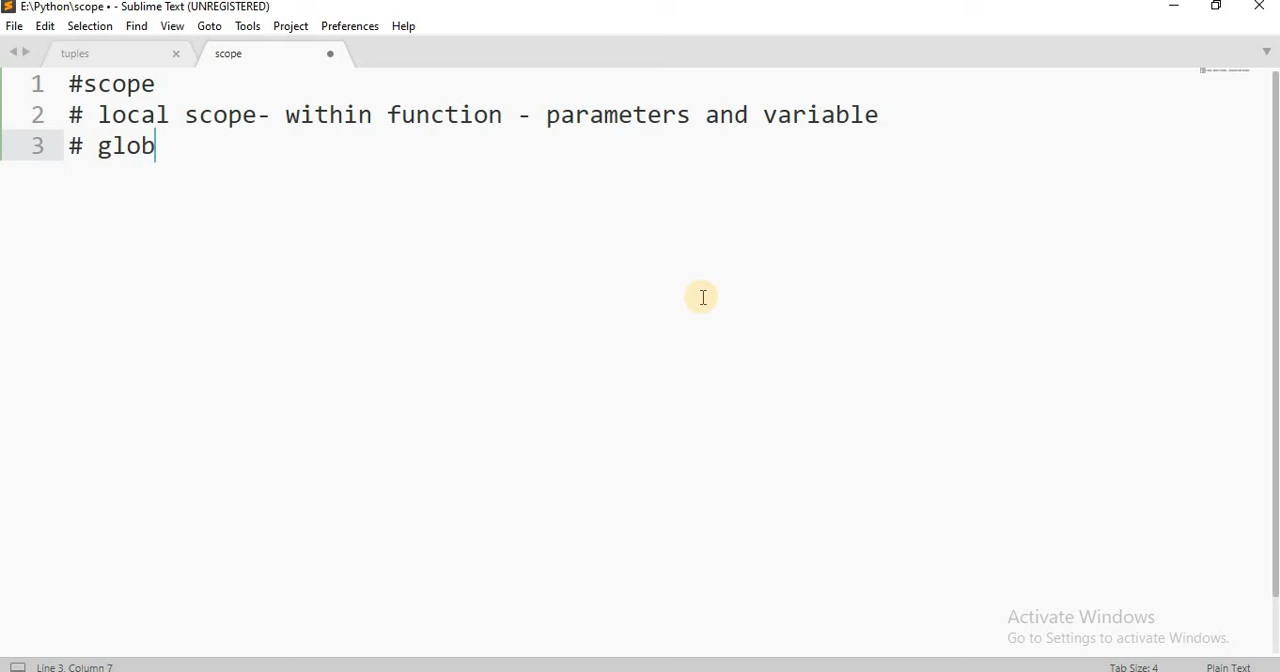 E:\Python\scope • - Sublime Text (UNREGISTERED)
File Edit Selection Find View Goto Tools Project Preferences Help
tuples scope
1 #scope
2 # local scope- within function - parameters and variable
3 # glob
Activate Windows
Go to Settings to activate Windows.
Line 3, Column 7 Tab Size: 4 Plain Text